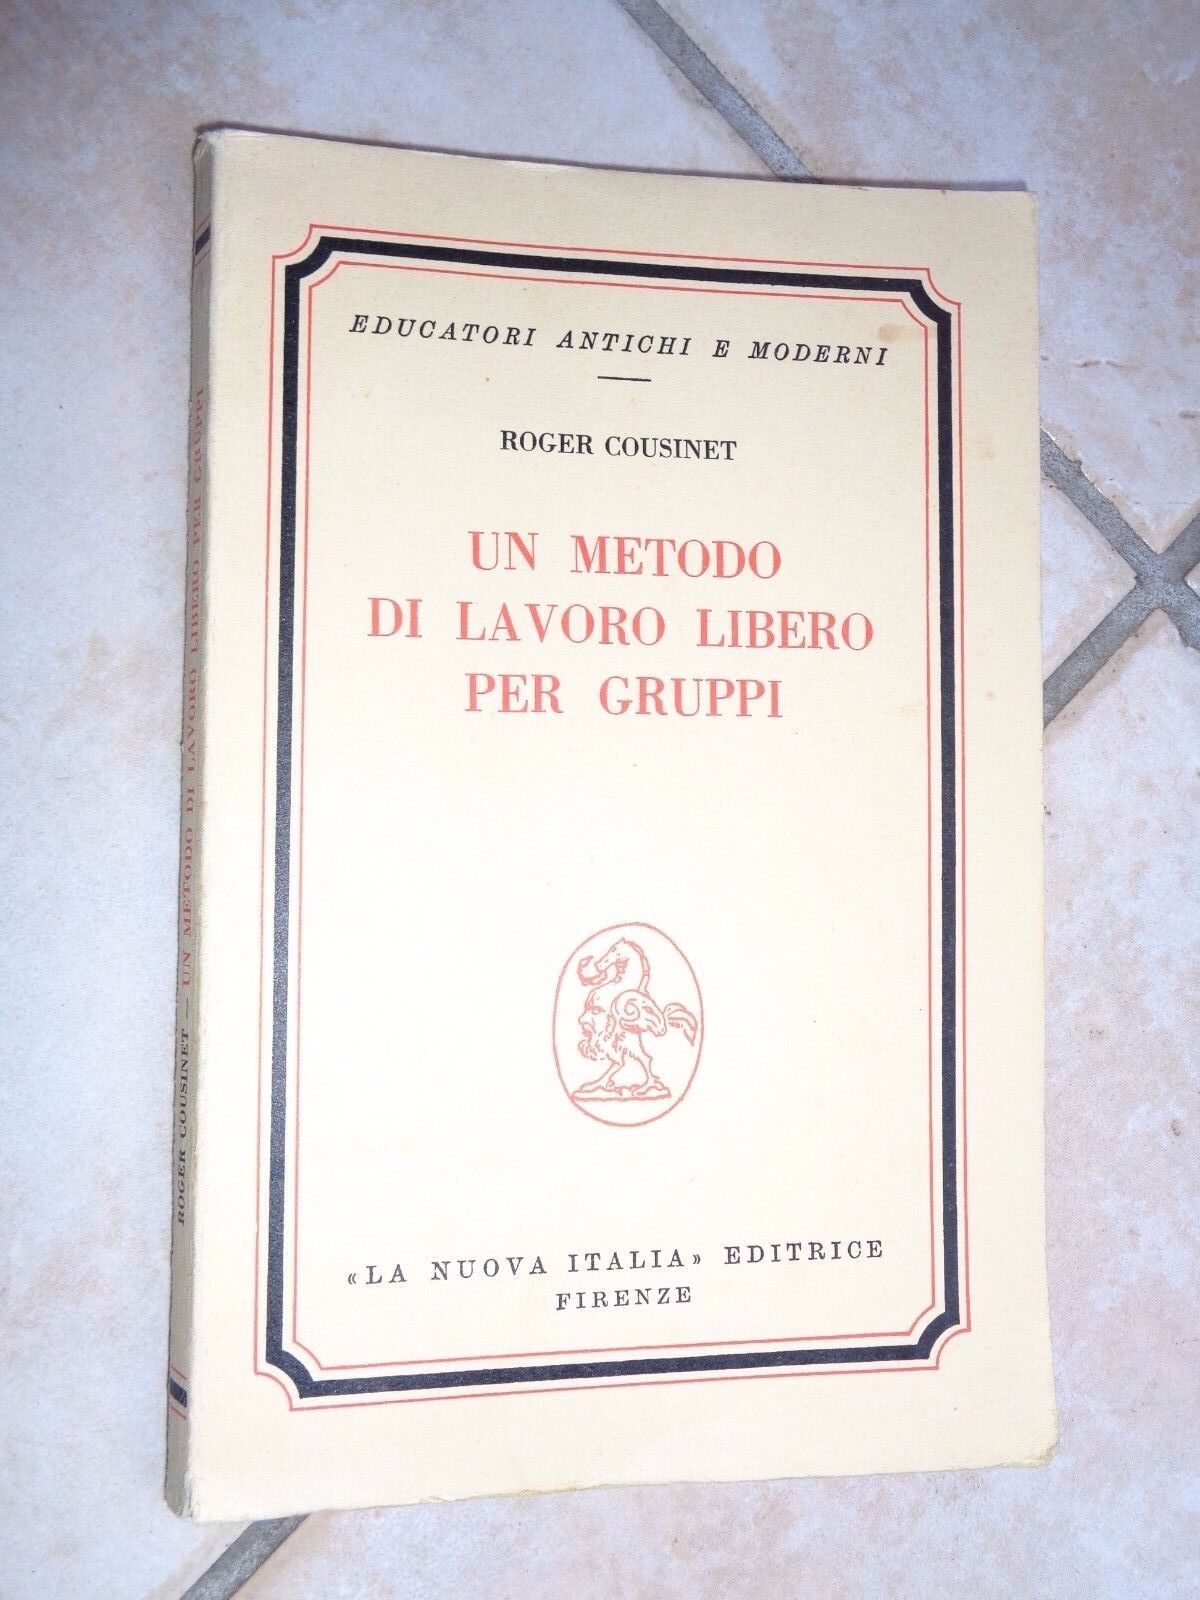 EDUCATORI ANTICHI E MODERNI
ROGER COUSINET
UN METODO
DI LAVORO LIBERO
PER GRUPPI
«LA NUOVA ITALIA» EDITRICE
FIRENZE
ROGER COUSINET — UN METODO DI LAVORO LIBERO PER GRUPPI